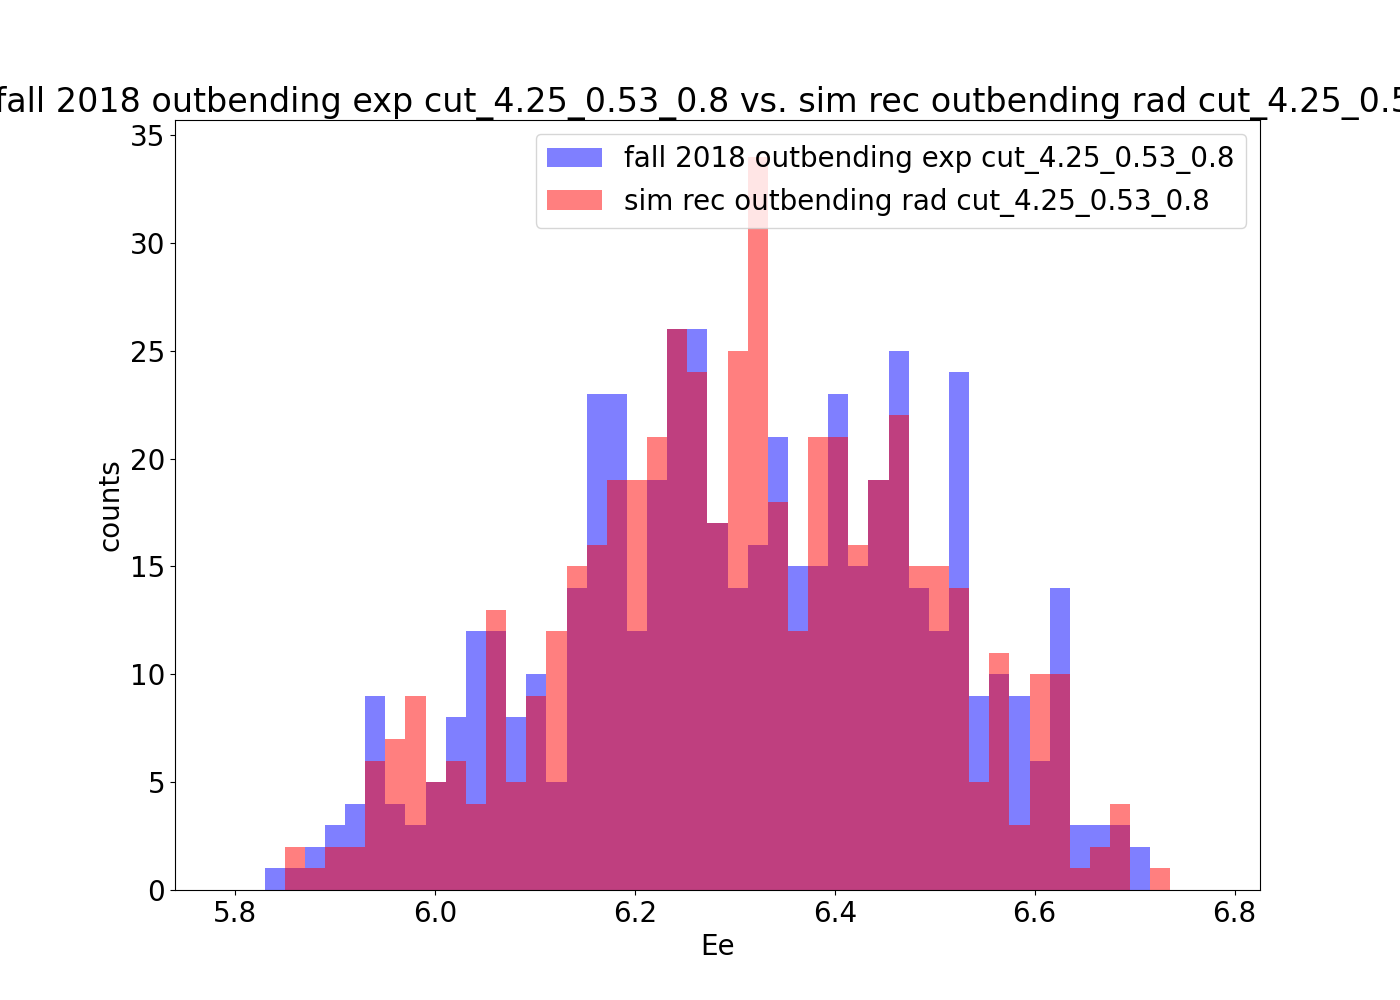 fall 2018 outbending exp cut_4.25_0.53_0.8 vs. sim rec outbending rad cut_4.25_0.5
fall 2018 outbending exp cut_4.25_0.53_0.8
sim rec outbending rad cut_4.25_0.53_0.8
35
30
25
20
15
10
5
0
counts
5.8 6.0 6.2 6.4 6.6 6.8
Ee